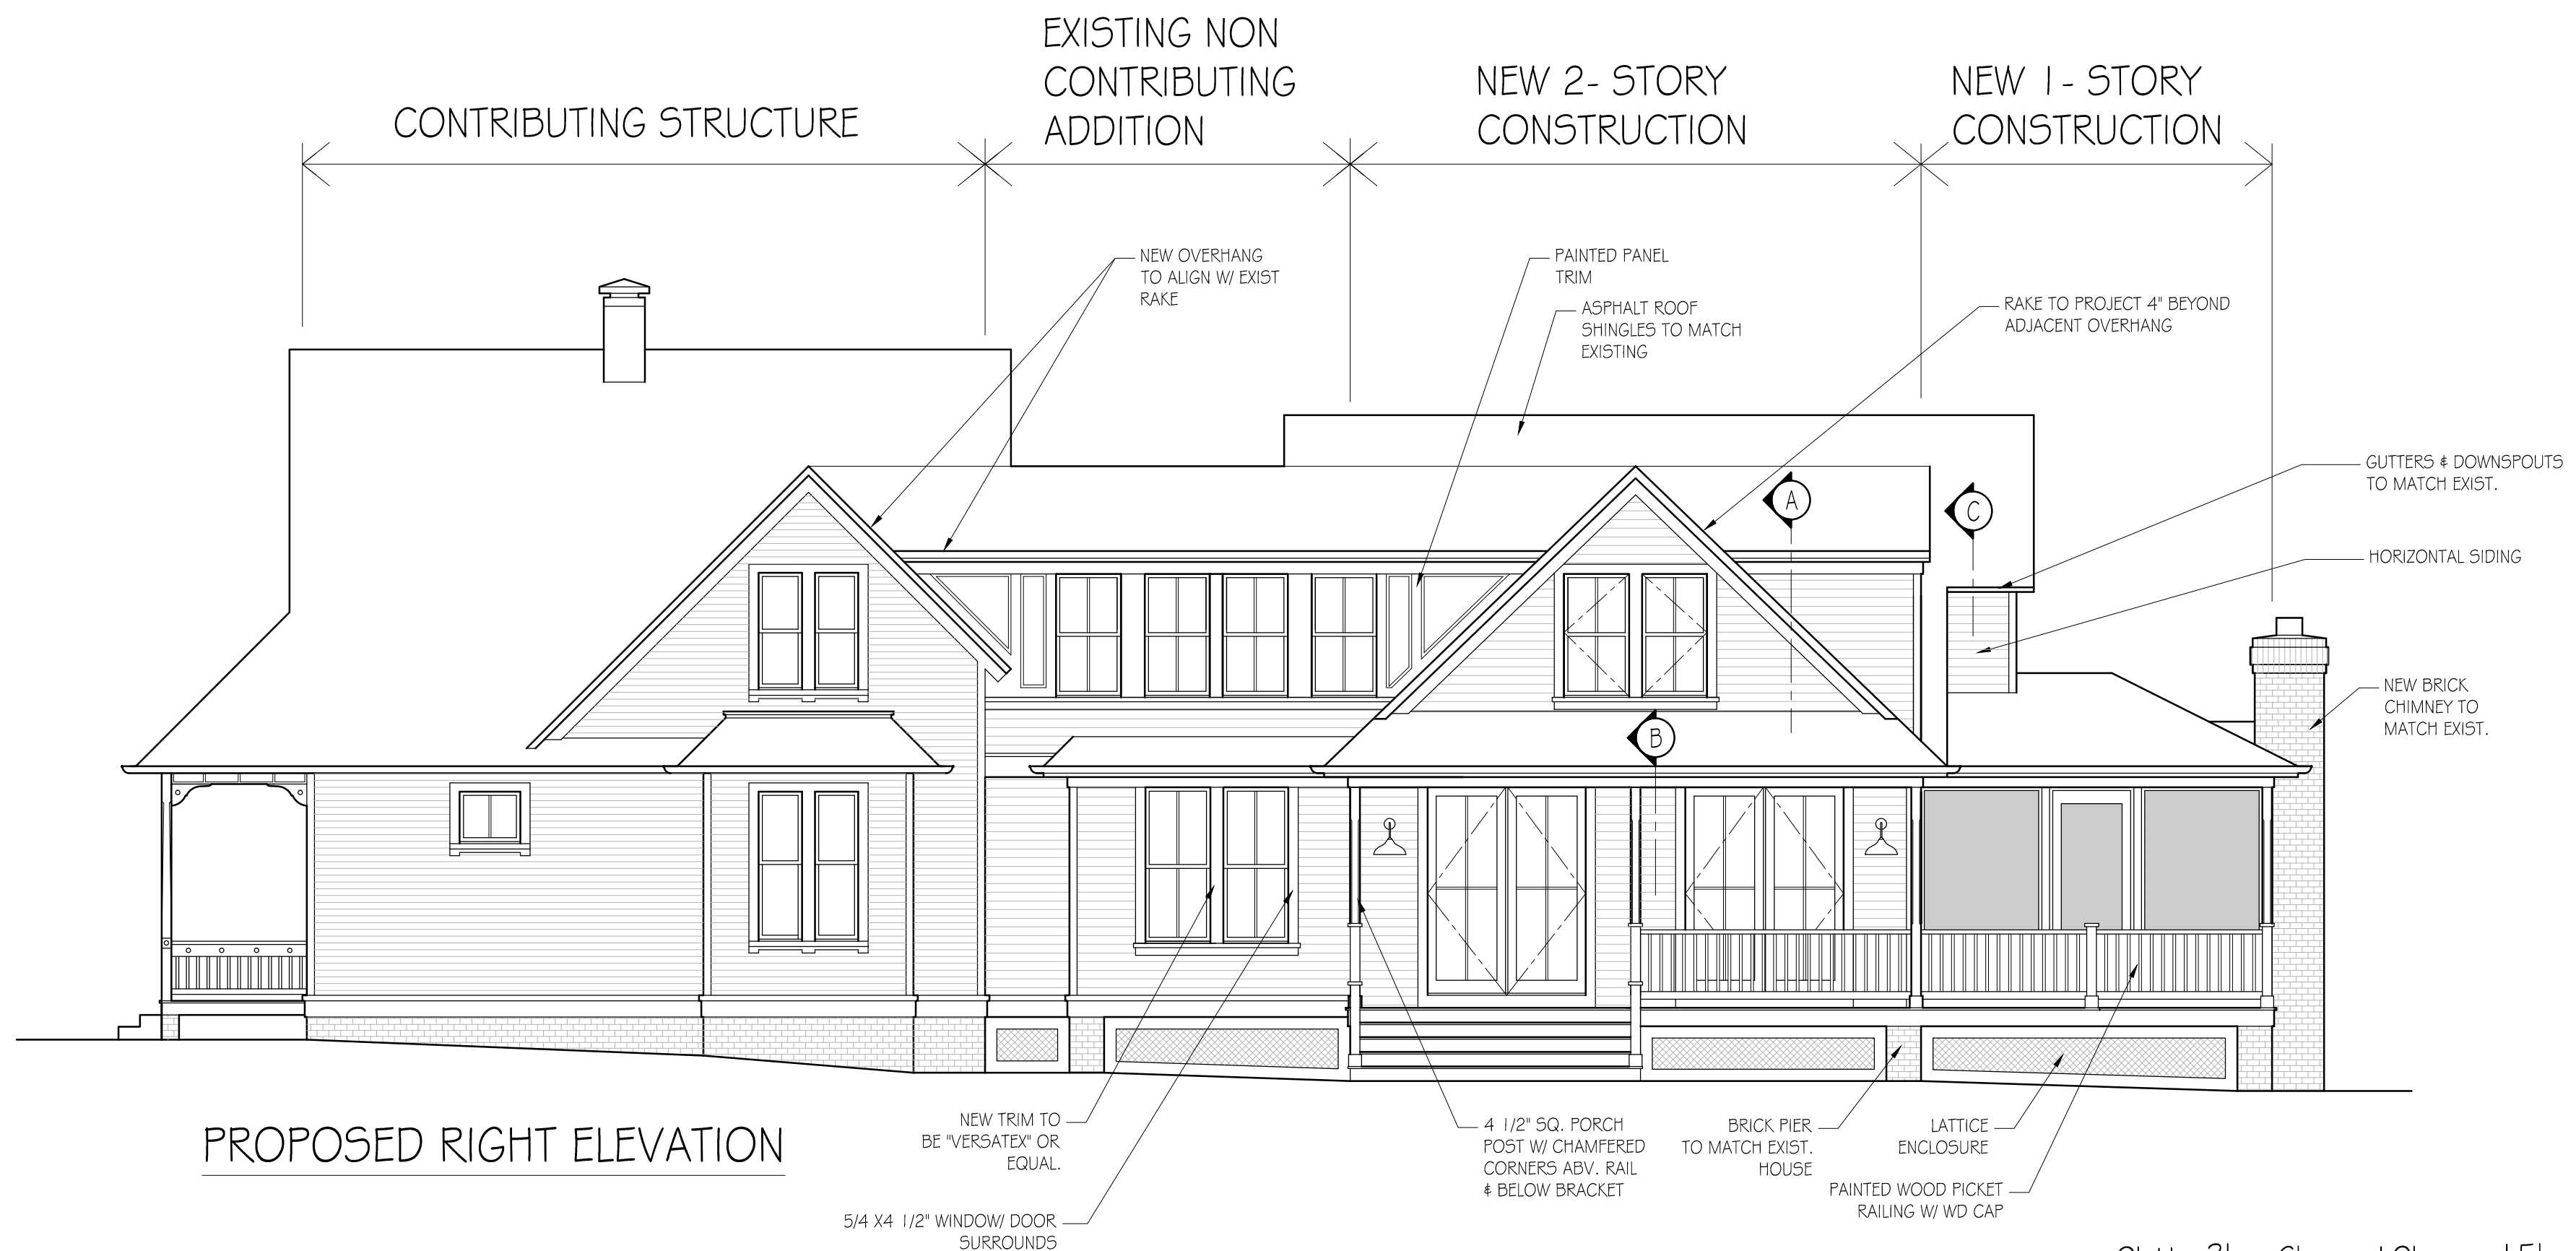 EXISTING NON
CONTRIBUTING
ADDITION
CONTRIBUTING STRUCTURE
NEW 2- STORY
CONSTRUCTION
NEW 1- STORY
CONSTRUCTION
NEW OVERHANG
TO ALIGN W/ EXIST
RAKE
PAINTED PANEL
TRIM
ASPHALT ROOF
SHINGLES TO MATCH
EXISTING
RAKE TO PROJECT 4" BEYOND
ADJACENT OVERHANG
GUTTERS & DOWNSPOUTS
TO MATCH EXIST.
HORIZONTAL SIDING
NEW BRICK
CHIMNEY TO
MATCH EXIST.
A
C
B
PROPOSED RIGHT ELEVATION
NEW TRIM TO
BE "VERSATEX" OR
EQUAL.
5/4 X4 1/2" WINDOW/ DOOR
SURROUNDS
4 1/2" SQ. PORCH
POST W/ CHAMFERED
CORNERS ABV. RAIL
& BELOW BRACKET
BRICK PIER
TO MATCH EXIST.
HOUSE
LATTICE
ENCLOSURE
PAINTED WOOD PICKET
RAILING W/ WD CAP